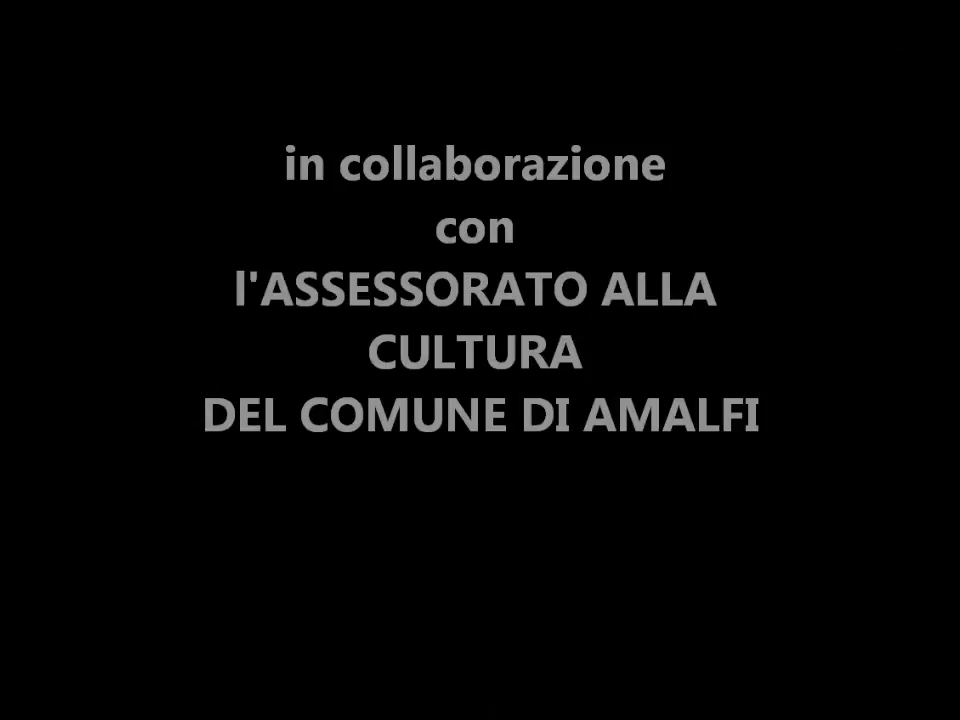 in collaborazione
con
l'ASSESSORATO ALLA
CULTURA
DEL COMUNE DI AMALFI